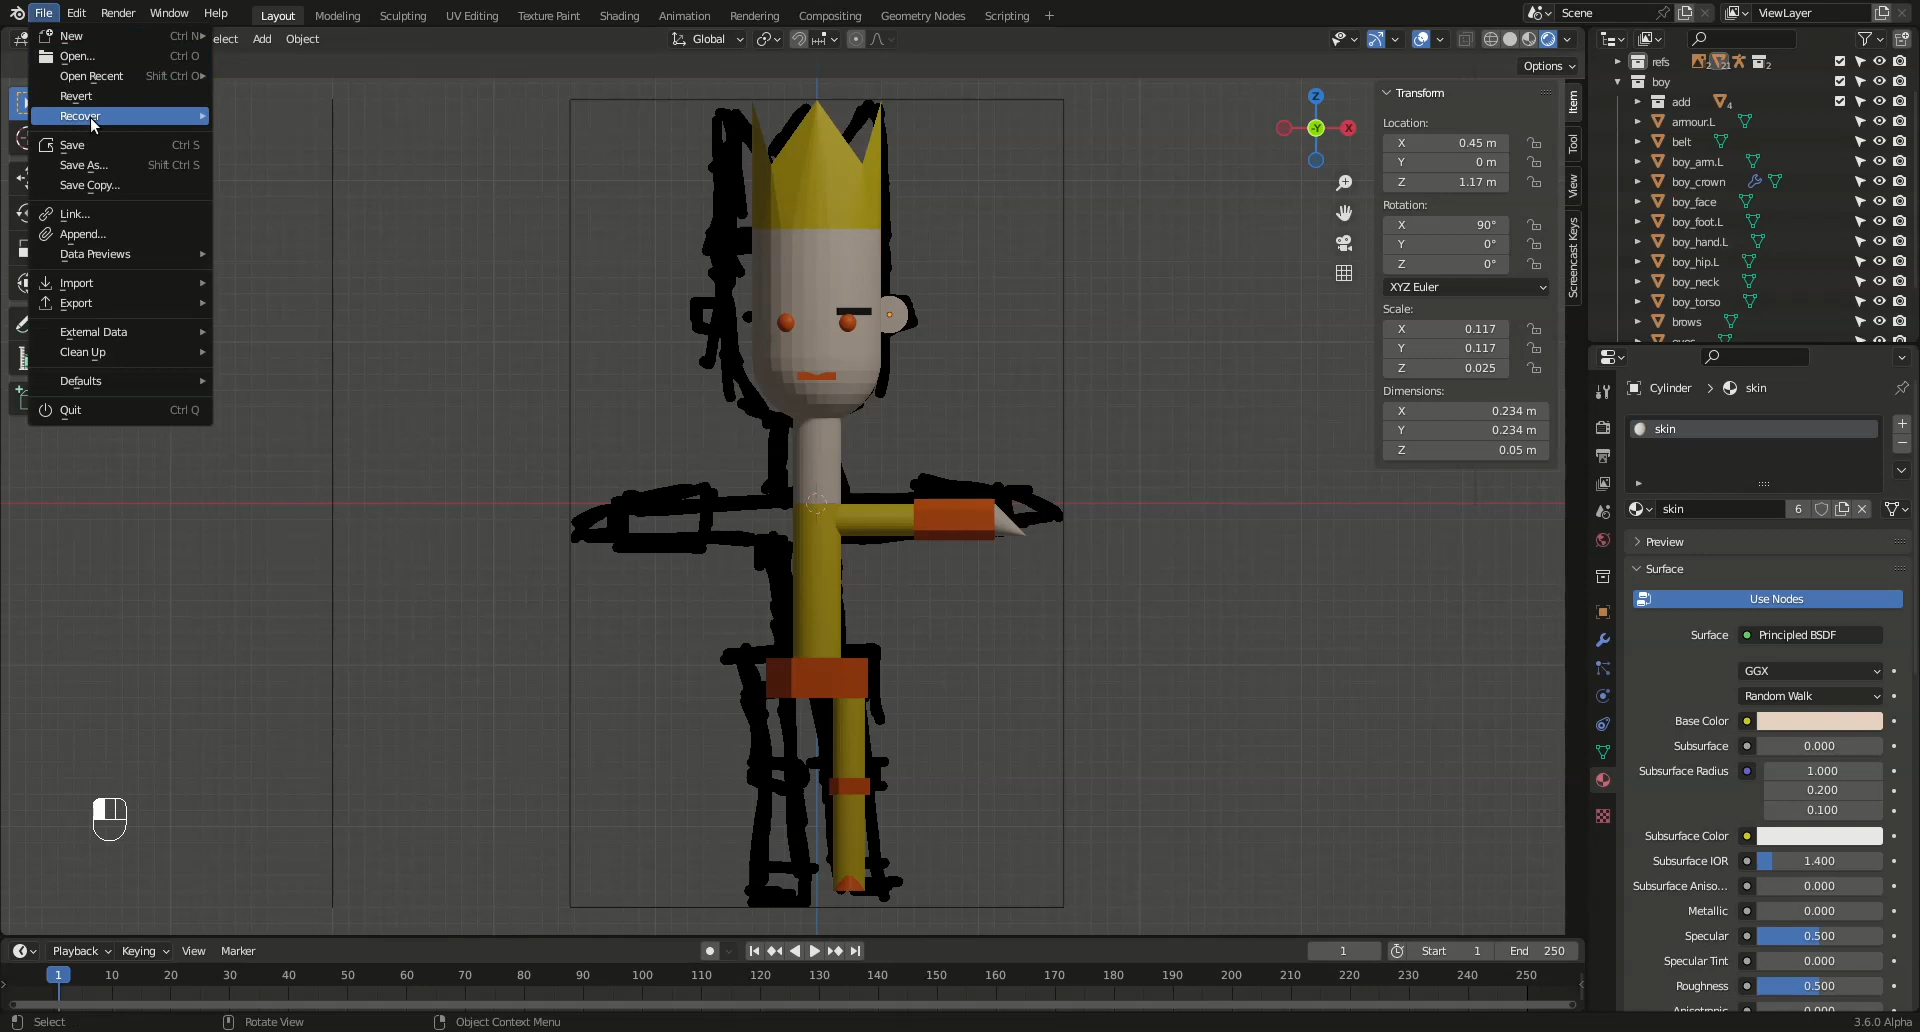 File Edit Render Window Help Layout Modeling Sculpting UV Editing Texture Paint Shading Animation Rendering Compositing Geometry Nodes Scripting + Scene ViewLayer
New Ctrl N
Open... Ctrl O
Open Recent Shift Ctrl O
Revert
Recover
Save Ctrl S
Save As... Shift Ctrl S
Save Copy...
Link...
Append...
Data Previews
Import
Export
External Data
Clean Up
Defaults
Quit Ctrl Q
elect Add Object Global
Options
Z
-Y
X
Transform
Location:
X 0.45 m
Y 0 m
Z 1.17 m
Rotation:
X 90°
Y 0°
Z 0°
XYZ Euler
Scale:
X 0.117
Y 0.117
Z 0.025
Dimensions:
X 0.234 m
Y 0.234 m
Z 0.05 m
Item
Tool
View
Screencast Keys
refs 2 21 2
boy
add 4
armour.L
belt
boy_arm.L
boy_crown
boy_face
boy_foot.L
boy_hand.L
boy_hip.L
boy_neck
boy_torso
brows
Cylinder > skin
skin
skin 6
Preview
Surface
Use Nodes
Surface Principled BSDF
GGX
Random Walk
Base Color
Subsurface 0.000
Subsurface Radius 1.000
0.200
0.100
Subsurface Color
Subsurface IOR 1.400
Subsurface Aniso... 0.000
Metallic 0.000
Specular 0.500
Specular Tint 0.000
Roughness 0.500
Playback Keying View Marker 1 Start 1 End 250
1 10 20 30 40 50 60 70 80 90 100 110 120 130 140 150 160 170 180 190 200 210 220 230 240 250
Select Rotate View Object Context Menu 3.6.0 Alpha